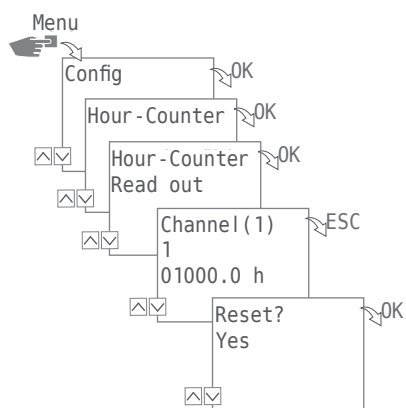 Menu
Config
OK
Hour-Counter
OK
Hour-Counter
OK
Read out
Channel(1)
ESC
1
01000.0 h
Reset?
OK
Yes